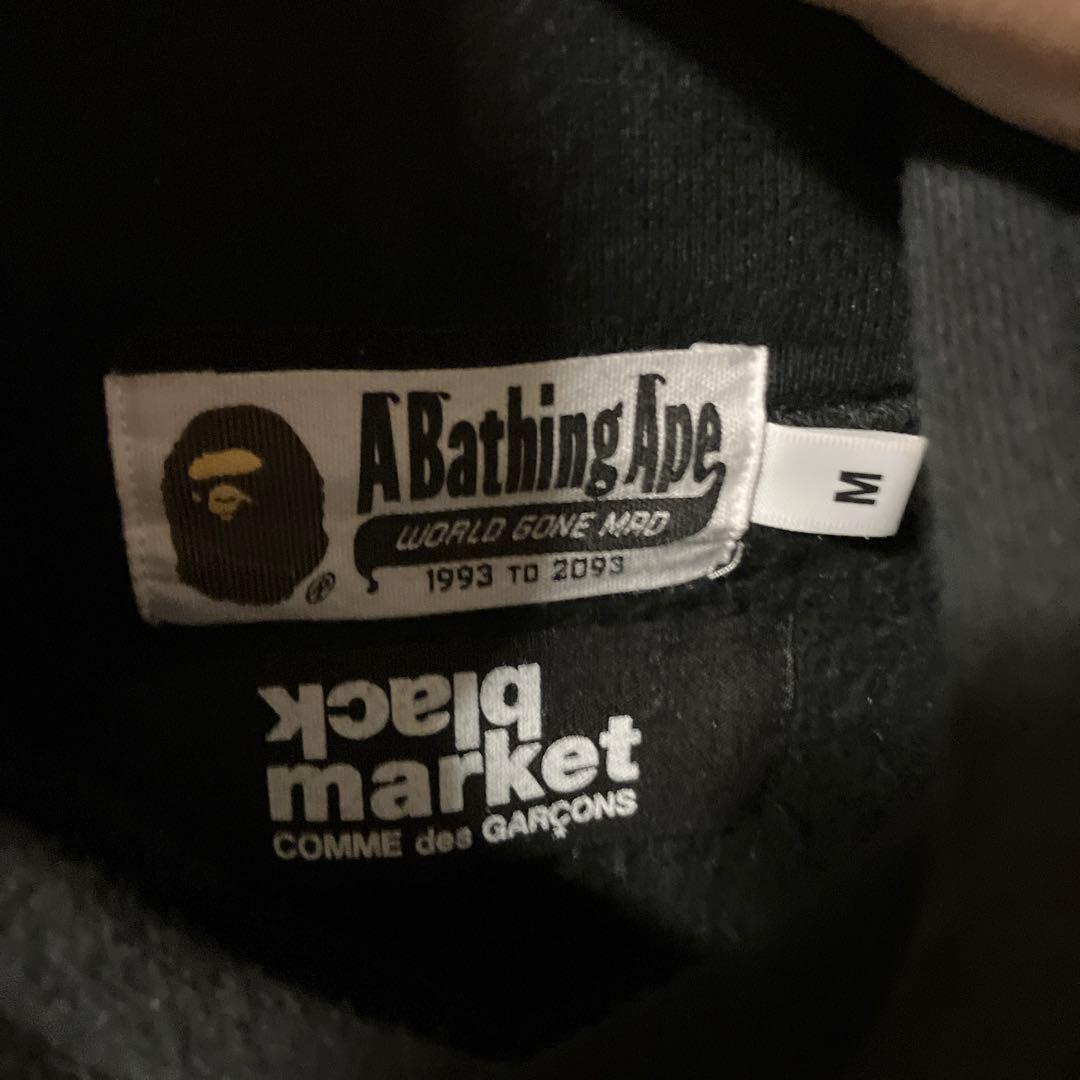 A Bathing Ape
WORLD GONE MAD
1993 TO 2093
®
M
black
market
COMME des GARÇONS